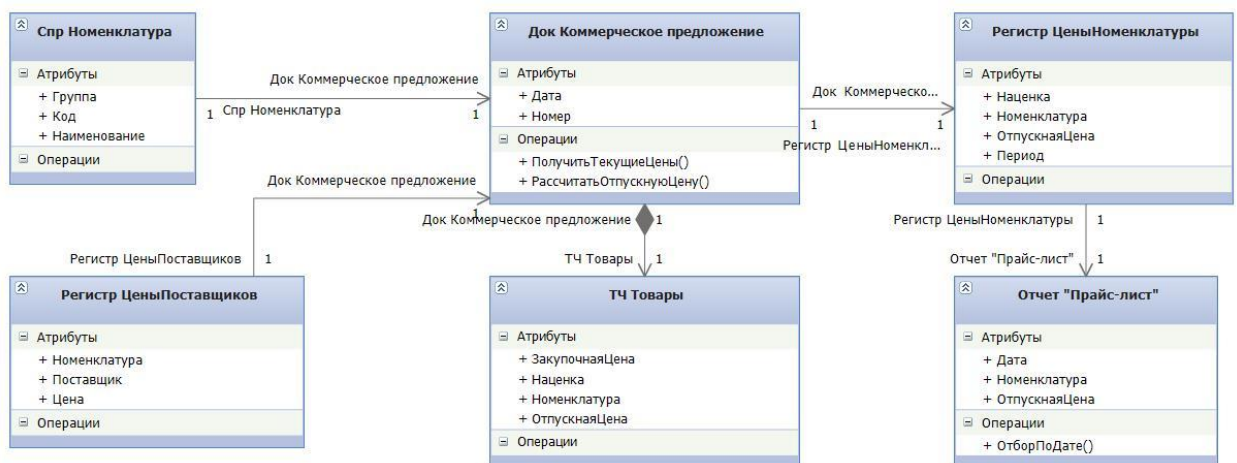 Спр Номенклатура
Атрибуты
+ Группа
+ Код
+ Наименование
Операции
Док Коммерческое предложение
1 Спр Номенклатура
1
Док Коммерческое предложение
Атрибуты
+ Дата
+ Номер
Операции
+ ПолучитьТекущиеЦены()
+ РассчитатьОтпускнуюЦену()
Док Коммерческо...
1
1
Регистр ЦеныНоменкл...
Регистр ЦеныНоменклатуры
Атрибуты
+ Наценка
+ Номенклатура
+ ОтпускнаяЦена
+ Период
Операции
Док Коммерческое предложение
1
Регистр ЦеныПоставщиков
1
Док Коммерческое предложение
1
ТЧ Товары
1
Регистр ЦеныНоменклатуры
1
Отчет "Прайс-лист"
1
Регистр ЦеныПоставщиков
Атрибуты
+ Номенклатура
+ Поставщик
+ Цена
Операции
ТЧ Товары
Атрибуты
+ ЗакупочнаяЦена
+ Наценка
+ Номенклатура
+ ОтпускнаяЦена
Операции
Отчет "Прайс-лист"
Атрибуты
+ Дата
+ Номенклатура
+ ОтпускнаяЦена
Операции
+ ОтборПоДате()